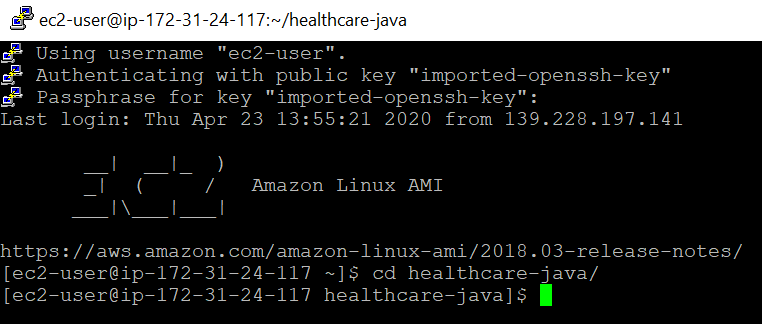 ec2-user@ip-172-31-24-117:~/healthcare-java
Using username "ec2-user".
Authenticating with public key "imported-openssh-key"
Passphrase for key "imported-openssh-key":
Last login: Thu Apr 23 13:55:21 2020 from 139.228.197.141
__|  __|_  )
_|  (     /   Amazon Linux AMI
___|\___|___|
https://aws.amazon.com/amazon-linux-ami/2018.03-release-notes/
[ec2-user@ip-172-31-24-117 ~]$ cd healthcare-java/
[ec2-user@ip-172-31-24-117 healthcare-java]$